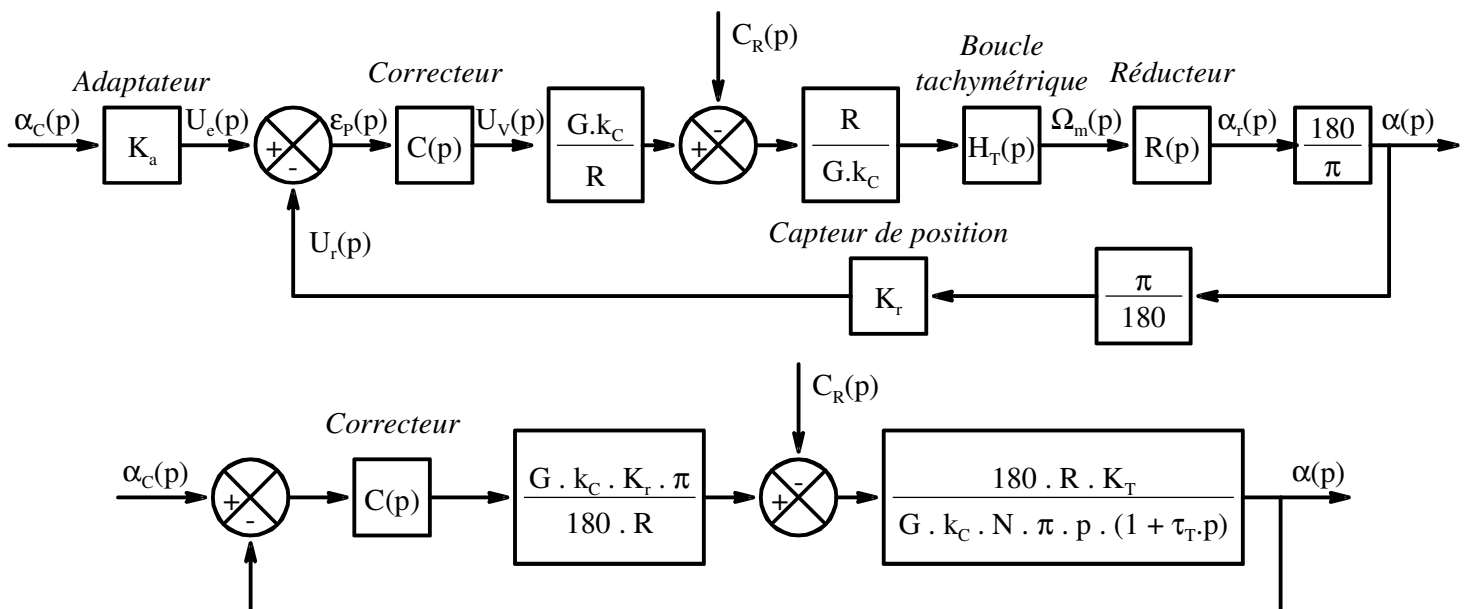 C_R(p)
Boucle
tachymétrique
Réducteur
Adaptateur
Correcteur
α_C(p)
K_a
U_e(p)
+
-
ε_P(p)
C(p)
U_V(p)
G.k_C
R
-
+
R
G.k_C
H_T(p)
Ω_m(p)
R(p)
α_r(p)
180
π
α(p)
U_r(p)
Capteur de position
K_r
π
180
C_R(p)
Correcteur
α_C(p)
+
-
C(p)
G . k_C . K_r . π
180 . R
-
+
180 . R . K_T
G . k_C . N . π . p . (1 + τ_T.p)
α(p)